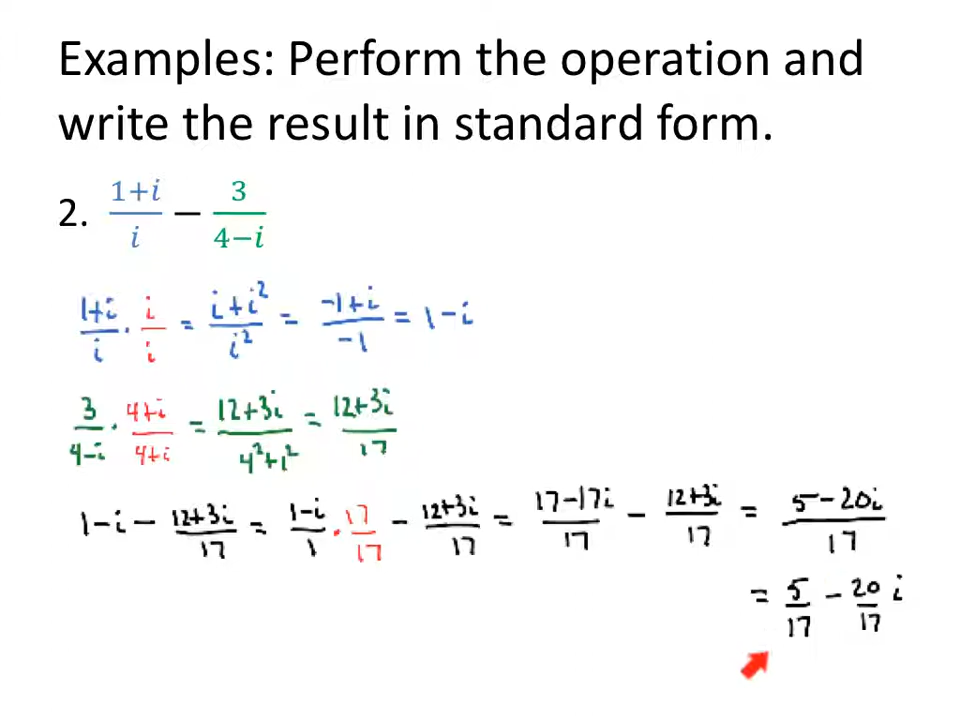 Examples: Perform the operation and
write the result in standard form.
2. (1+i)/i − 3/(4−i)
(1+i)/i · i/i = (i+i²)/i² = (-1+i)/-1 = 1-i
3/(4-i) · (4+i)/(4+i) = (12+3i)/(4²+1²) = (12+3i)/17
1-i - (12+3i)/17 = (1-i)/1 · 17/17 - (12+3i)/17 = (17-17i)/17 - (12+3i)/17 = (5-20i)/17
= 5/17 - 20/17 i